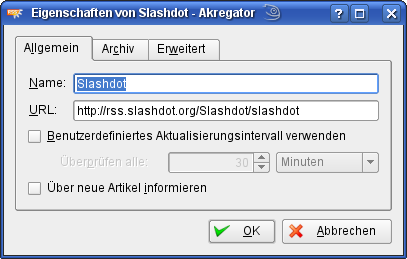 Eigenschaften von Slashdot - Akregator
Allgemein Archiv Erweitert
Name: Slashdot
URL: http://rss.slashdot.org/Slashdot/slashdot
Benutzerdefiniertes Aktualisierungsintervall verwenden
Überprüfen alle: 30 Minuten
Über neue Artikel informieren
OK Abbrechen